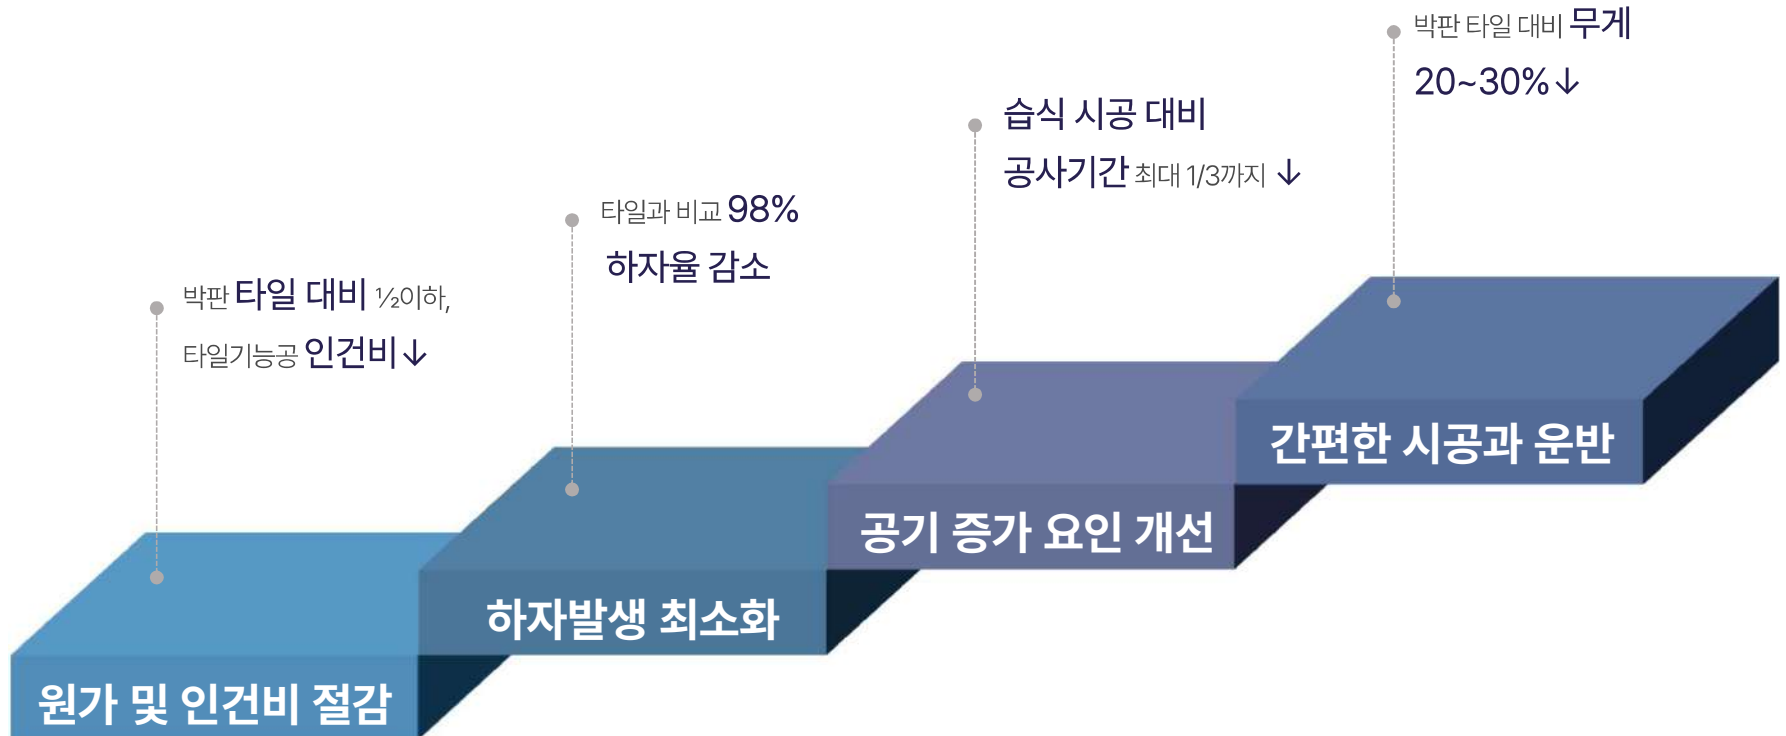 박판 타일 대비 ½이하,
타일기능공 인건비↓
원가 및 인건비 절감
타일과 비교 98%
하자율 감소
하자발생 최소화
습식 시공 대비
공사기간 최대 1/3까지 ↓
공기 증가 요인 개선
박판 타일 대비 무게
20~30%↓
간편한 시공과 운반